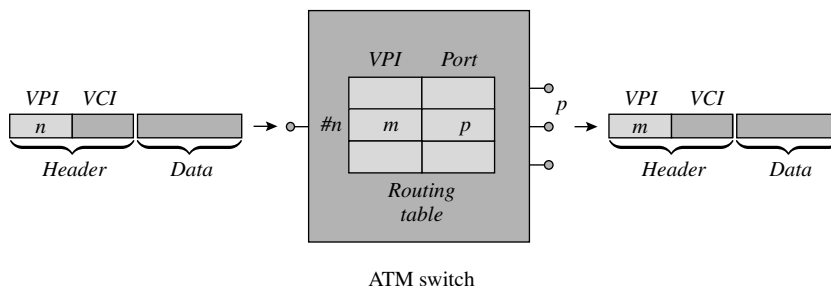 VPI VCI
n
Header Data
VPI Port
#n m p
Routing
table
p
VPI VCI
m
Header Data
ATM switch